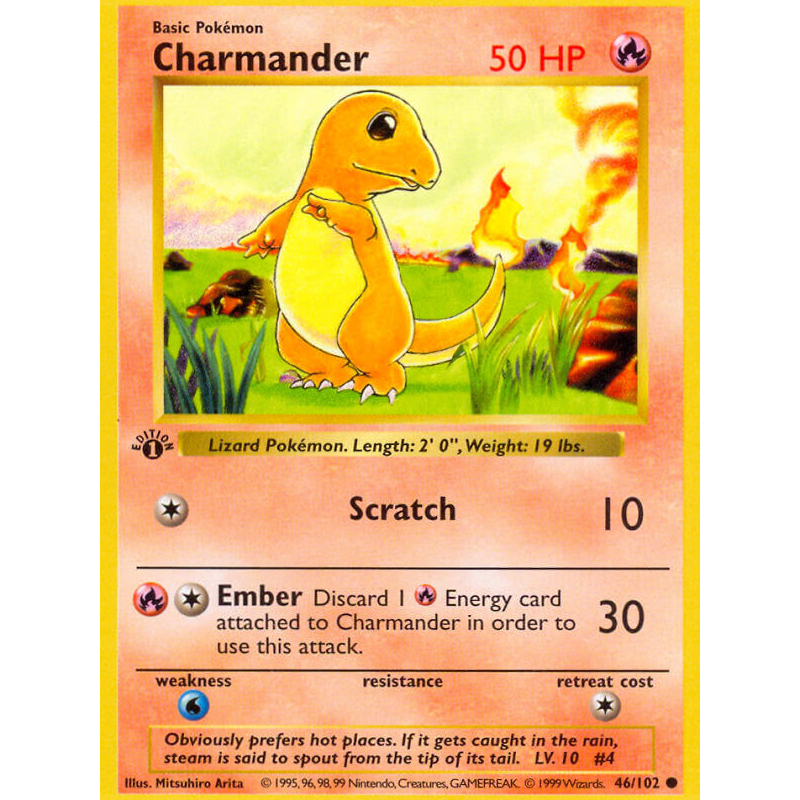 Basic Pokémon
Charmander 50 HP
EDITION
1
Lizard Pokémon. Length: 2' 0", Weight: 19 lbs.
Scratch 10
Ember Discard 1 Energy card
attached to Charmander in order to
use this attack.
30
weakness resistance retreat cost
Obviously prefers hot places. If it gets caught in the rain,
steam is said to spout from the tip of its tail. LV. 10 #4
Illus. Mitsuhiro Arita © 1995, 96, 98, 99 Nintendo, Creatures, GAMEFREAK. © 1999 Wizards. 46/102